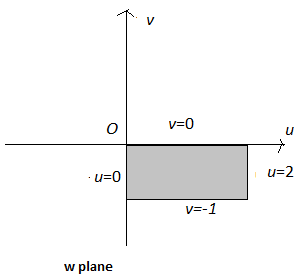 v
O
v=0
u
u=0
u=2
v=-1
w plane